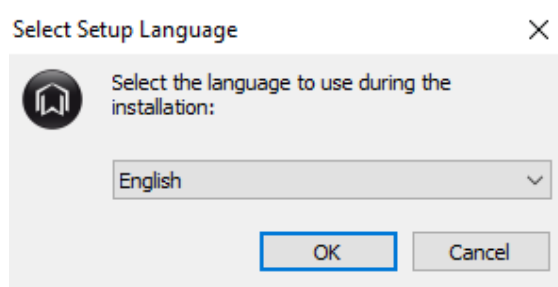 Select Setup Language
Select the language to use during the
installation:
English
OK
Cancel